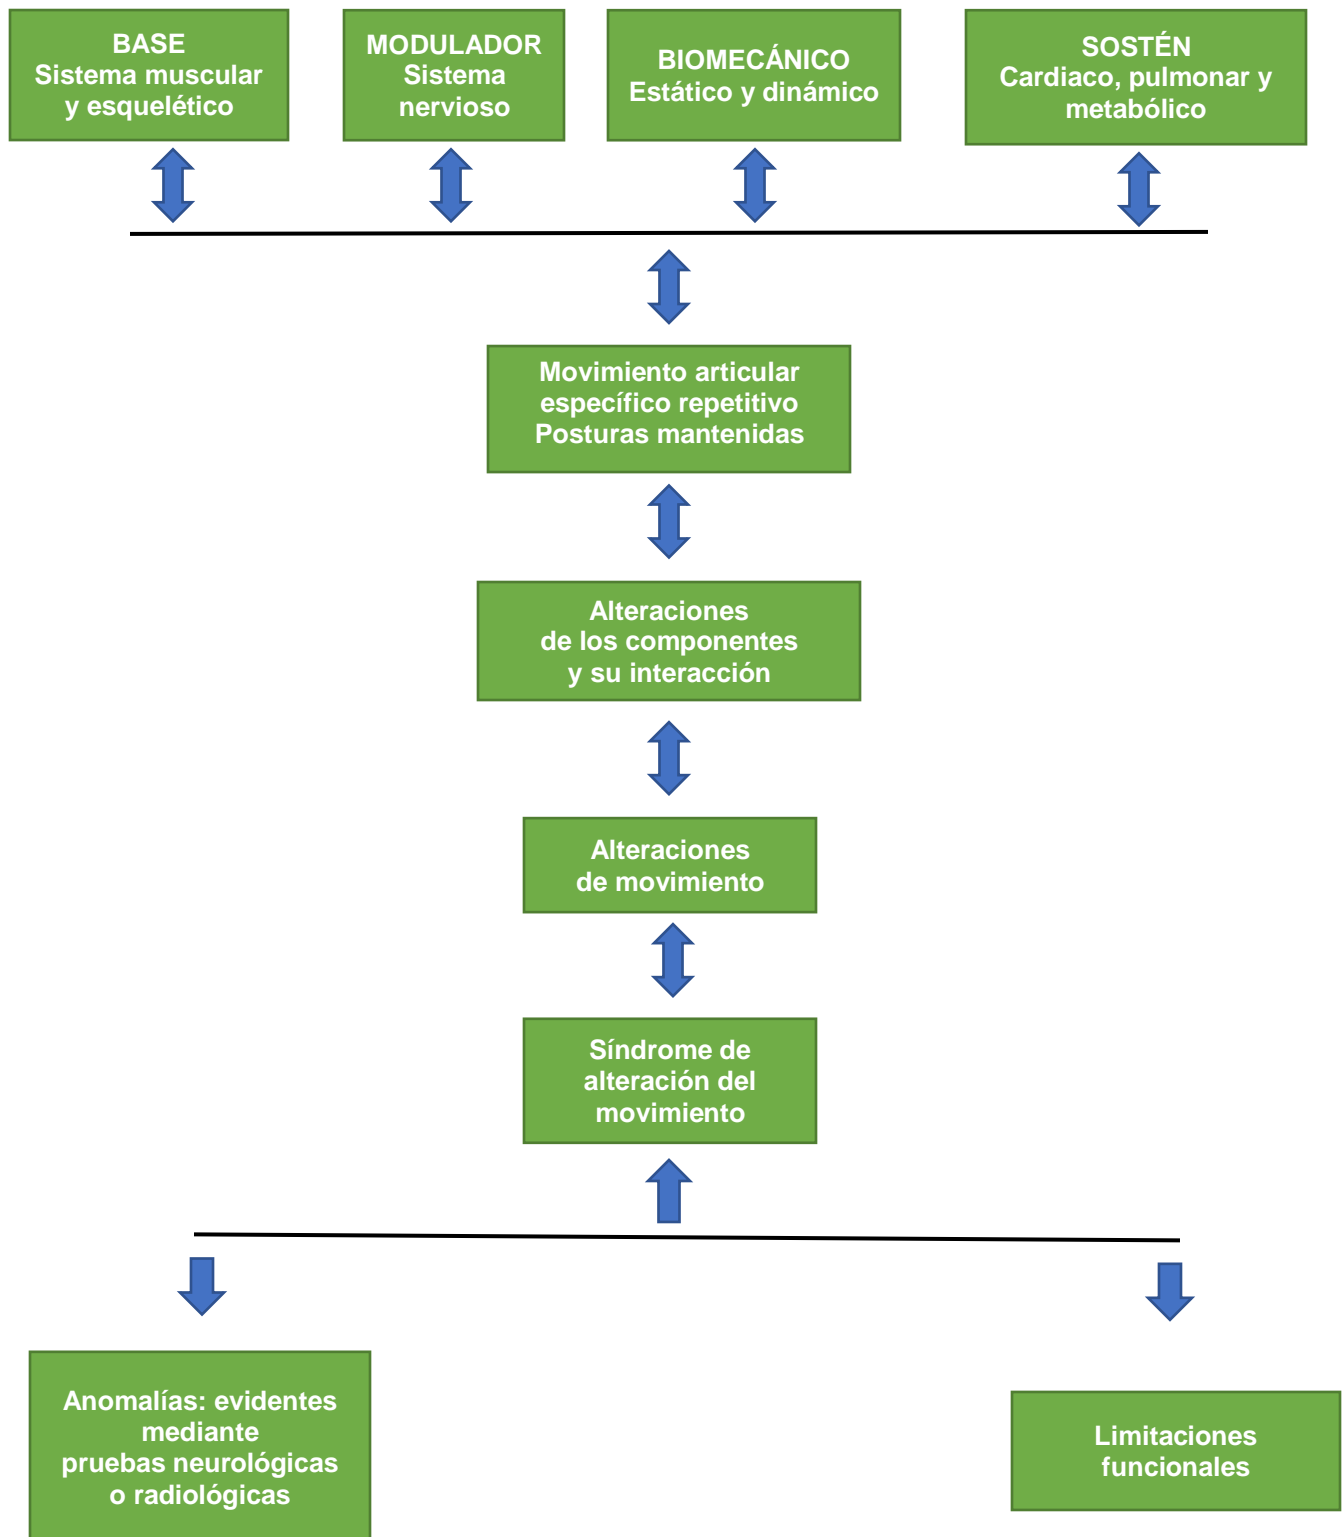 BASE
Sistema muscular
y esquelético
MODULADOR
Sistema
nervioso
BIOMECÁNICO
Estático y dinámico
SOSTÉN
Cardiaco, pulmonar y
metabólico
Movimiento articular
específico repetitivo
Posturas mantenidas
Alteraciones
de los componentes
y su interacción
Alteraciones
de movimiento
Síndrome de
alteración del
movimiento
Anomalías: evidentes
mediante
pruebas neurológicas
o radiológicas
Limitaciones
funcionales